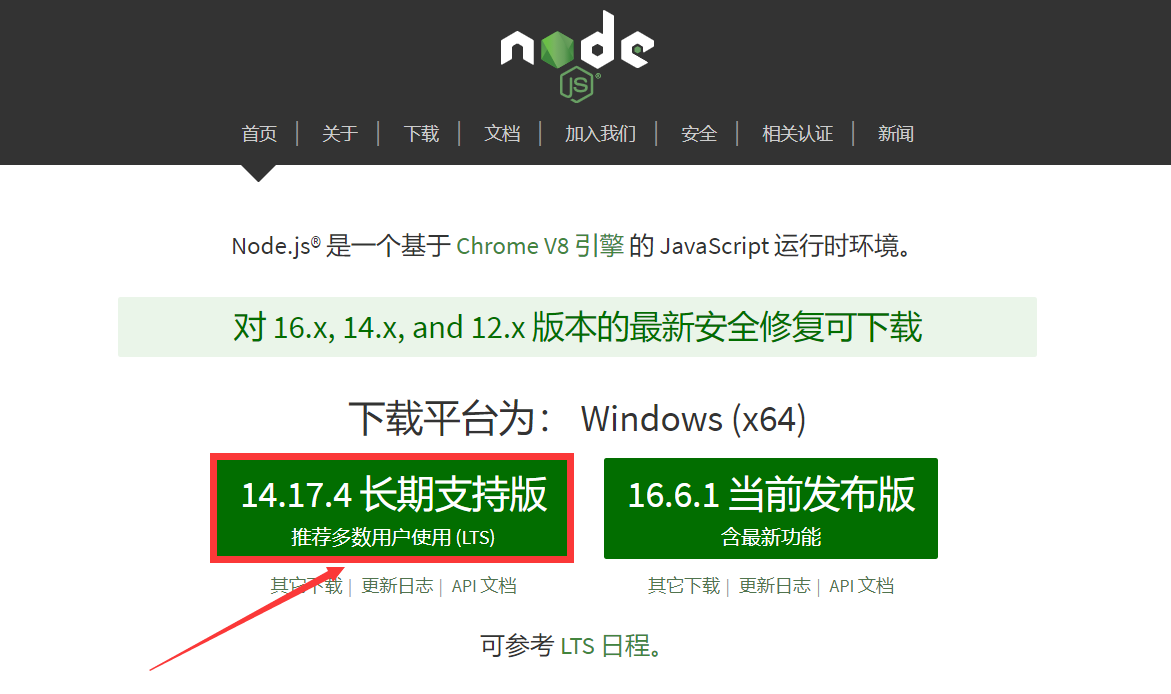 node
JS®
首页 | 关于 | 下载 | 文档 | 加入我们 | 安全 | 相关认证 | 新闻
Node.js® 是一个基于 Chrome V8 引擎 的 JavaScript 运行时环境。
对 16.x, 14.x, and 12.x 版本的最新安全修复可下载
下载平台为： Windows (x64)
14.17.4 长期支持版
推荐多数用户使用 (LTS)
16.6.1 当前发布版
含最新功能
其它下载 | 更新日志 | API 文档
其它下载 | 更新日志 | API 文档
可参考 LTS 日程。